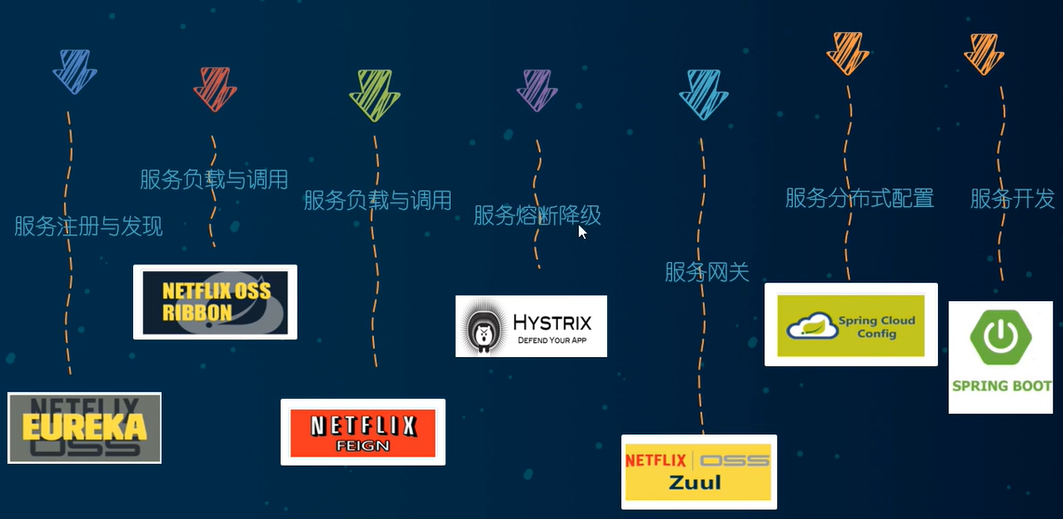 服务注册与发现
NETFLIX
EUREKA
OSS
服务负载与调用
NETFLIX OSS
RIBBON
服务负载与调用
NETFLIX
FEIGN
服务熔断降级
HYSTRIX
DEFEND YOUR APP
服务网关
NETFLIX OSS
Zuul
服务分布式配置
Spring Cloud
Config
服务开发
SPRING BOOT